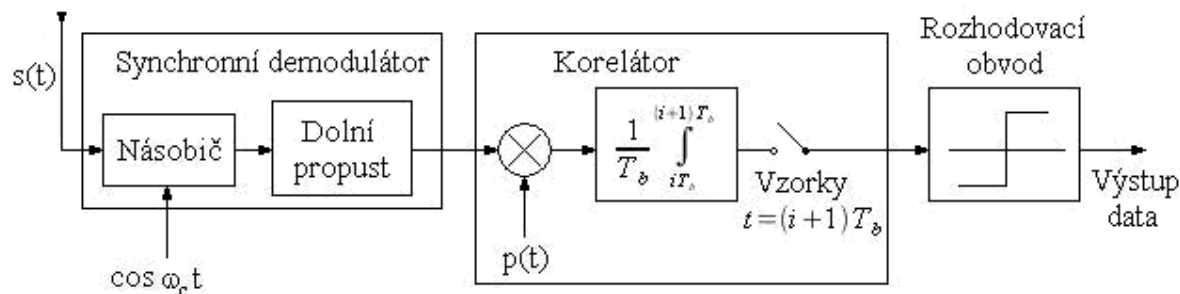 s(t)
Synchronní demodulátor
Násobič
Dolní
propust
cos ω_c t
Korelátor
p(t)
1/T_b ∫_{iT_b}^{(i+1)T_b}
Vzorky
t=(i+1)T_b
Rozhodovací
obvod
Výstup
data